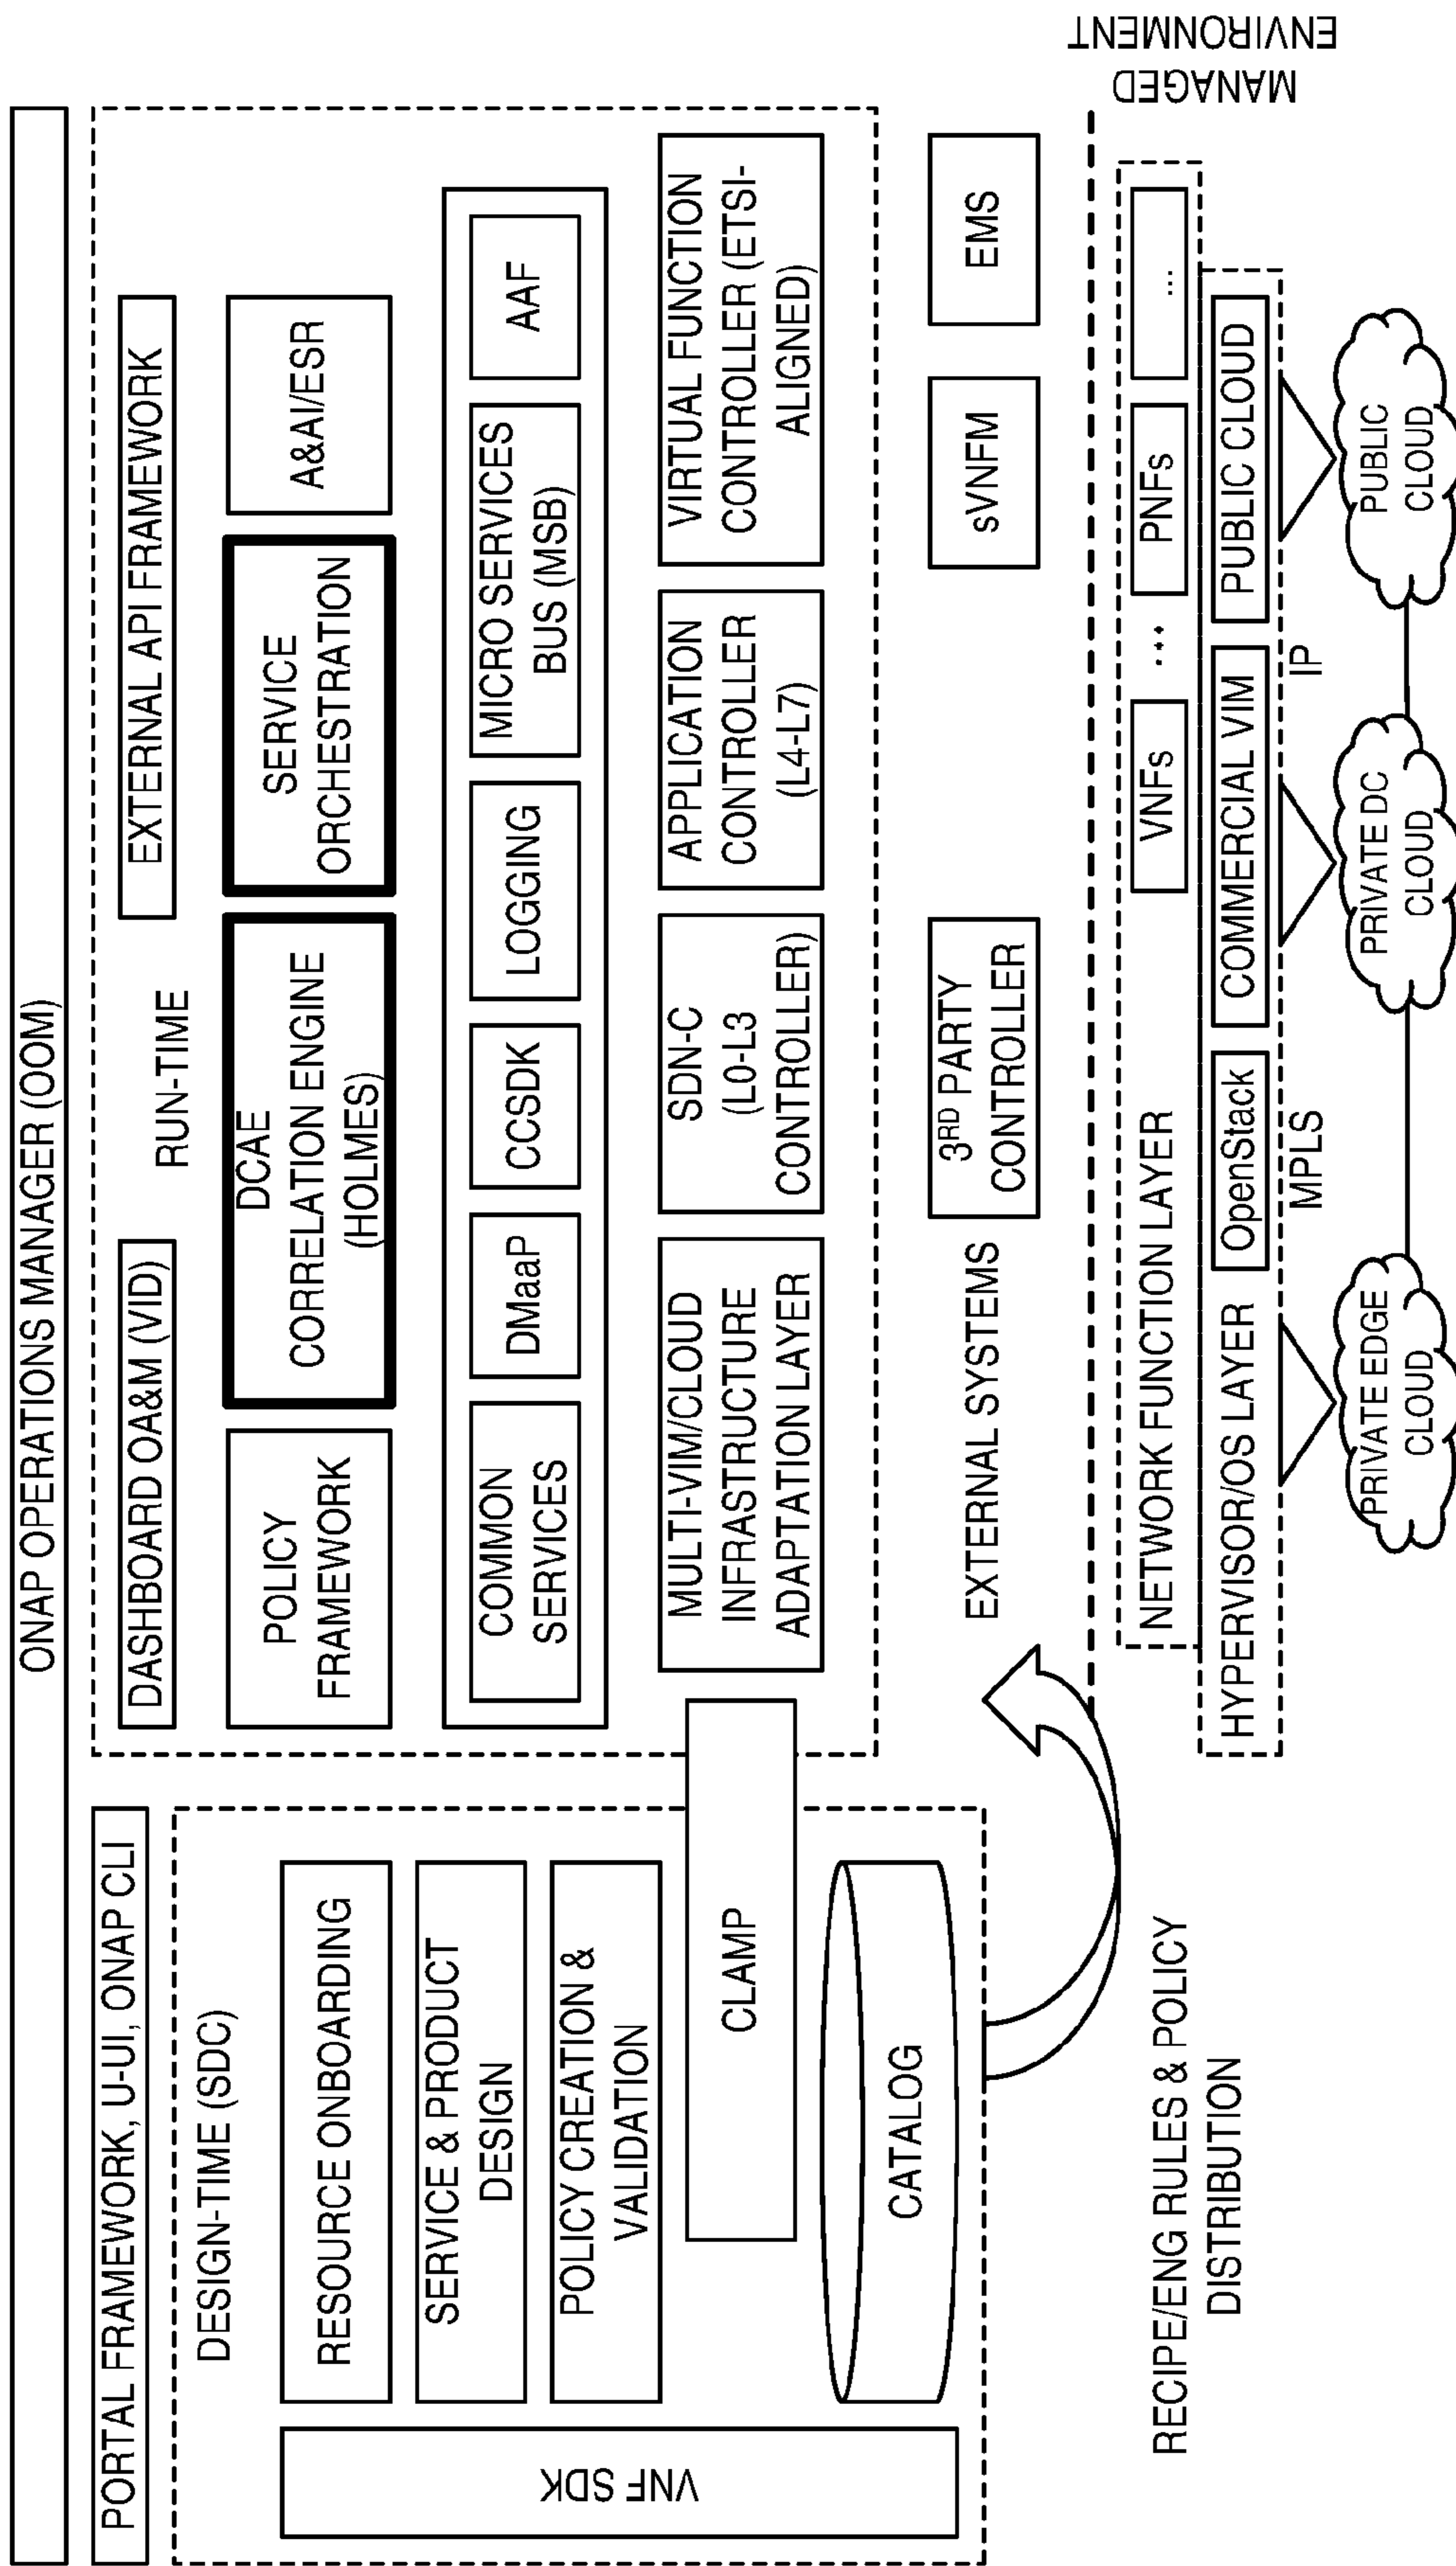 ONAP OPERATIONS MANAGER (OOM)
PORTAL FRAMEWORK, U-UI, ONAP CLI
DESIGN-TIME (SDC)
VNF SDK
RESOURCE ONBOARDING
SERVICE & PRODUCT
DESIGN
POLICY CREATION &
VALIDATION
CLAMP
CATALOG
RECIPE/ENG RULES & POLICY
DISTRIBUTION
RUN-TIME
DASHBOARD OA&M (VID)
EXTERNAL API FRAMEWORK
POLICY
FRAMEWORK
DCAE
CORRELATION ENGINE
(HOLMES)
SERVICE
ORCHESTRATION
A&AI/ESR
COMMON
SERVICES
DMaaP
CCSDK
LOGGING
MICRO SERVICES
BUS (MSB)
AAF
MULTI-VIM/CLOUD
INFRASTRUCTURE
ADAPTATION LAYER
SDN-C
(L0-L3
CONTROLLER)
APPLICATION
CONTROLLER
(L4-L7)
VIRTUAL FUNCTION
CONTROLLER (ETSI-
ALIGNED)
EXTERNAL SYSTEMS
3RD PARTY
CONTROLLER
sVNFM
EMS
NETWORK FUNCTION LAYER
VNFs
...
PNFs
...
HYPERVISOR/OS LAYER
OpenStack
COMMERCIAL VIM
PUBLIC CLOUD
MANAGED
ENVIRONMENT
MPLS
IP
PRIVATE EDGE
CLOUD
PRIVATE DC
CLOUD
PUBLIC
CLOUD